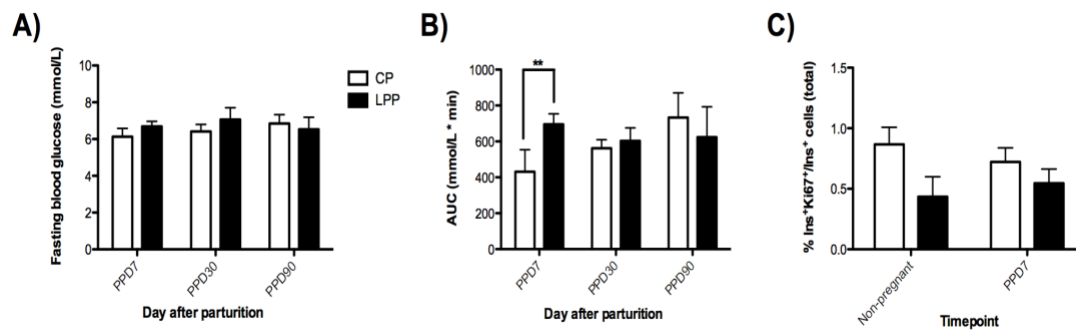 A)
Fasting blood glucose (mmol/L)
10
8
6
4
2
0
PPD7
PPD30
PPD90
Day after parturition
CP
LPP
B)
AUC (mmol/L * min)
1000
800
600
400
200
0
**
PPD7
PPD30
PPD90
Day after parturition
C)
% Ins⁺Ki67⁺/Ins⁺ cells (total)
1.5
1.0
0.5
0.0
Non-pregnant
PPD7
Timepoint